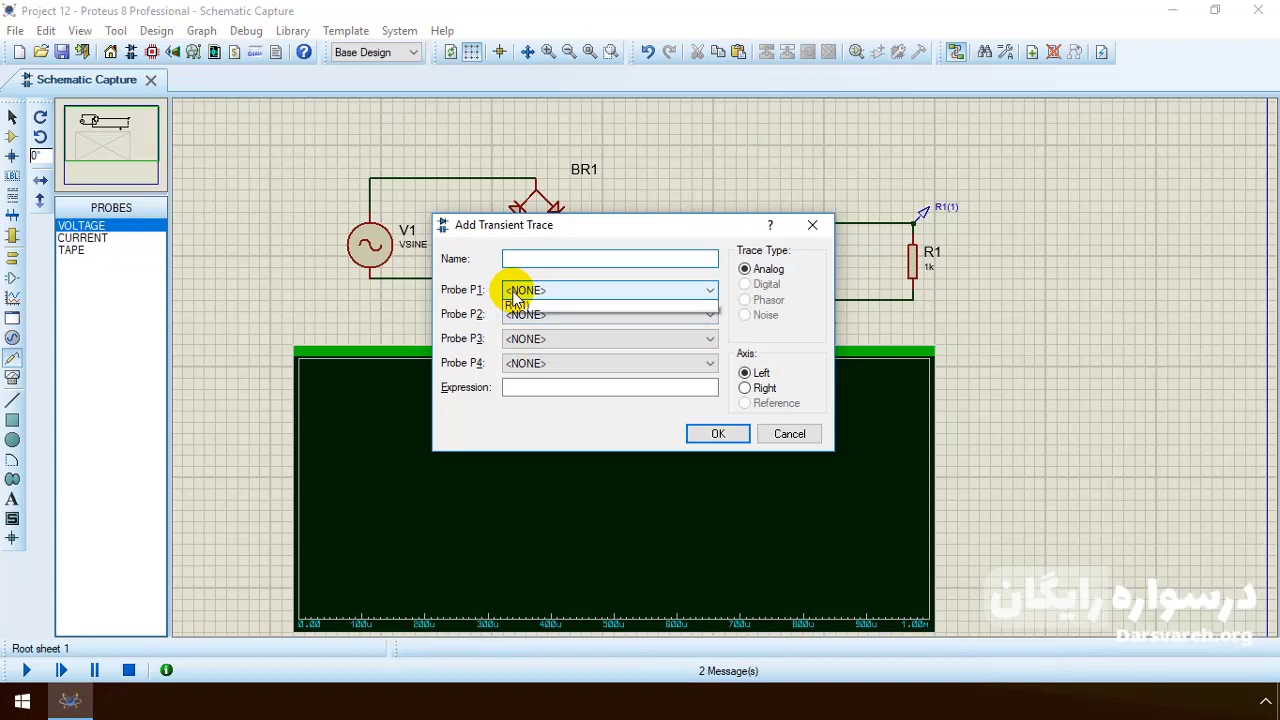 Project 12 - Proteus 8 Professional - Schematic Capture
File Edit View Tool Design Graph Debug Library Template System Help
Base Design
Schematic Capture
0°
PROBES
VOLTAGE
CURRENT
TAPE
BR1
V1
VSINE
R1(1)
R1
1k
Add Transient Trace
Name:
Probe P1: <NONE>
Probe P2: <NONE>
Probe P3: <NONE>
Probe P4: <NONE>
Expression:
Trace Type:
Analog
Digital
Phasor
Noise
Axis:
Left
Right
Reference
OK Cancel
0.00 100u 200u 300u 400u 500u 600u 700u 800u 900u 1.00m
درسواره رایگان
Darsvareh.org
Root sheet 1
2 Message(s)